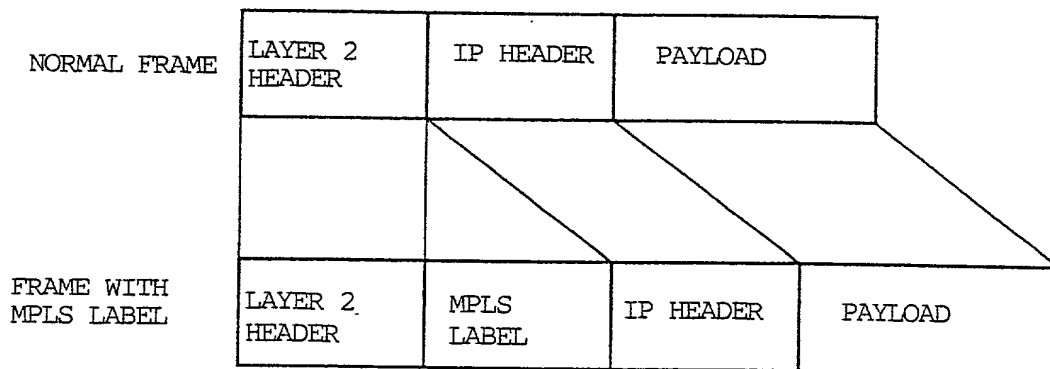 NORMAL FRAME
LAYER 2
HEADER
IP HEADER
PAYLOAD
FRAME WITH
MPLS LABEL
LAYER 2
HEADER
MPLS
LABEL
IP HEADER
PAYLOAD